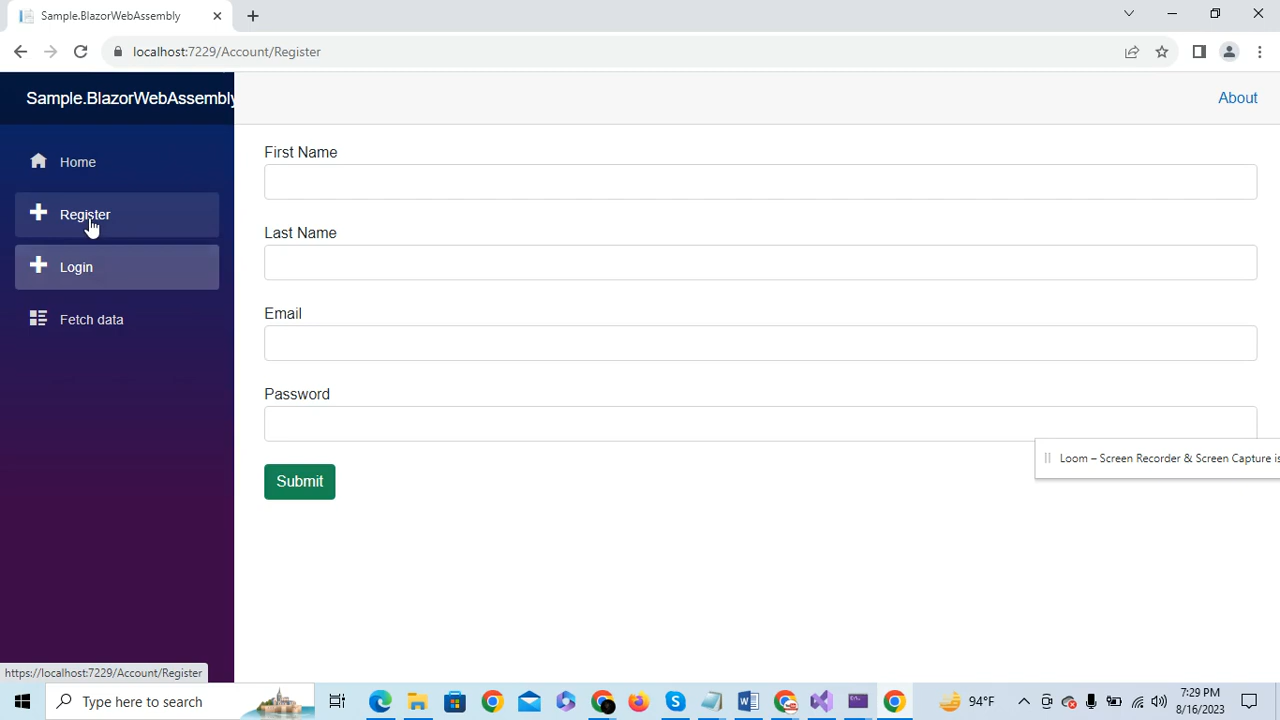 Sample.BlazorWebAssembly
localhost:7229/Account/Register
Sample.BlazorWebAssembly
About
Home
Register
Login
Fetch data
First Name
Last Name
Email
Password
Submit
Loom – Screen Recorder & Screen Capture is
https://localhost:7229/Account/Register
Type here to search
94°F
7:29 PM
8/16/2023